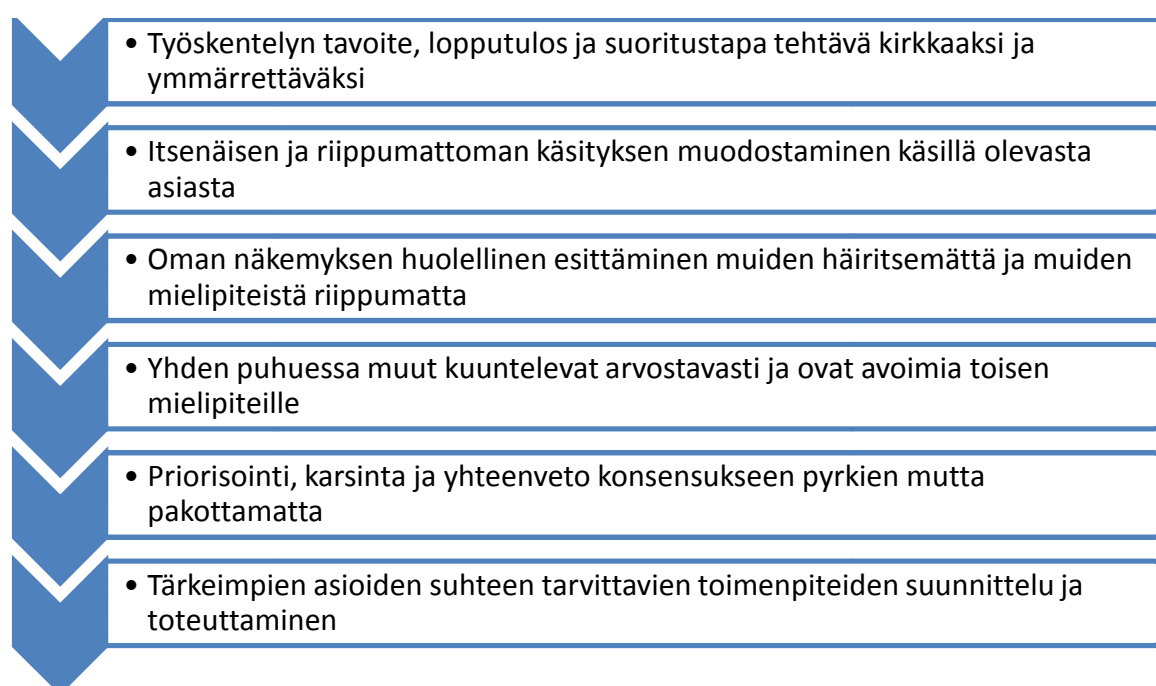 • Työskentelyn tavoite, lopputulos ja suoritustapa tehtävä kirkkaaksi ja
ymmärrettäväksi
• Itsenäisen ja riippumattoman käsityksen muodostaminen käsillä olevasta
asiasta
• Oman näkemyksen huolellinen esittäminen muiden häiritsemättä ja muiden
mielipiteistä riippumatta
• Yhden puhuessa muut kuuntelevat arvostavasti ja ovat avoimia toisen
mielipiteille
• Priorisointi, karsinta ja yhteenveto konsensukseen pyrkien mutta
pakottamatta
• Tärkeimpien asioiden suhteen tarvittavien toimenpiteiden suunnittelu ja
toteuttaminen